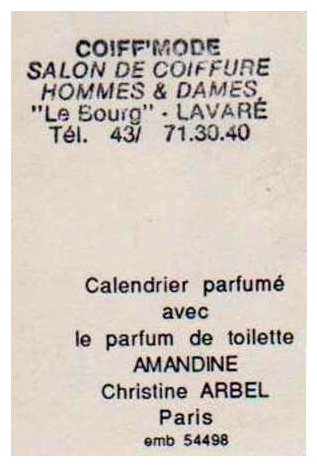 COIFF'MODE
SALON DE COIFFURE
HOMMES & DAMES
"Le Bourg" - LAVARÉ
Tél. 43/ 71.30.40
Calendrier parfumé
avec
le parfum de toilette
AMANDINE
Christine ARBEL
Paris
emb 54498